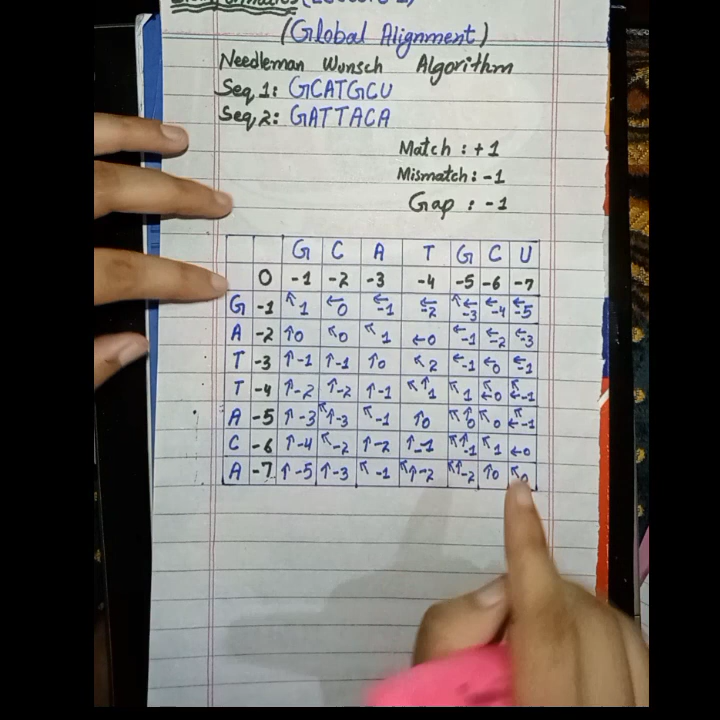 (Global Alignment)
Needleman Wunsch Algorithm
Seq 1: GCATGCU
Seq 2: GATTACA
Match : +1
Mismatch : -1
Gap : -1
G C A T G C U
0 -1 -2 -3 -4 -5 -6 -7
G -1 ↖1 ←0 ←-1 ←-2 ↖←-3 ←-4 ←-5
A -2 ↑0 ↖0 ↖1 ←0 ←-1 ←-2 ←-3
T -3 ↑-1 ↑-1 ↑0 ↖2 ←-1 ←0 ←-1
T -4 ↑-2 ↑-2 ↑-1 ↖↑1 ↖1 ↖←0 ↖←-1
A -5 ↑-3 ↖↑-3 ↖-1 ↑0 ↖↑0 ↖0 ↖←-1
C -6 ↑-4 ↖-2 ↑-2 ↑-1 ↖↑-1 ↖1 ←0
A -7 ↑-5 ↑-3 ↖-1 ↖↑-2 ↖↑-2 ↑0 ↖0